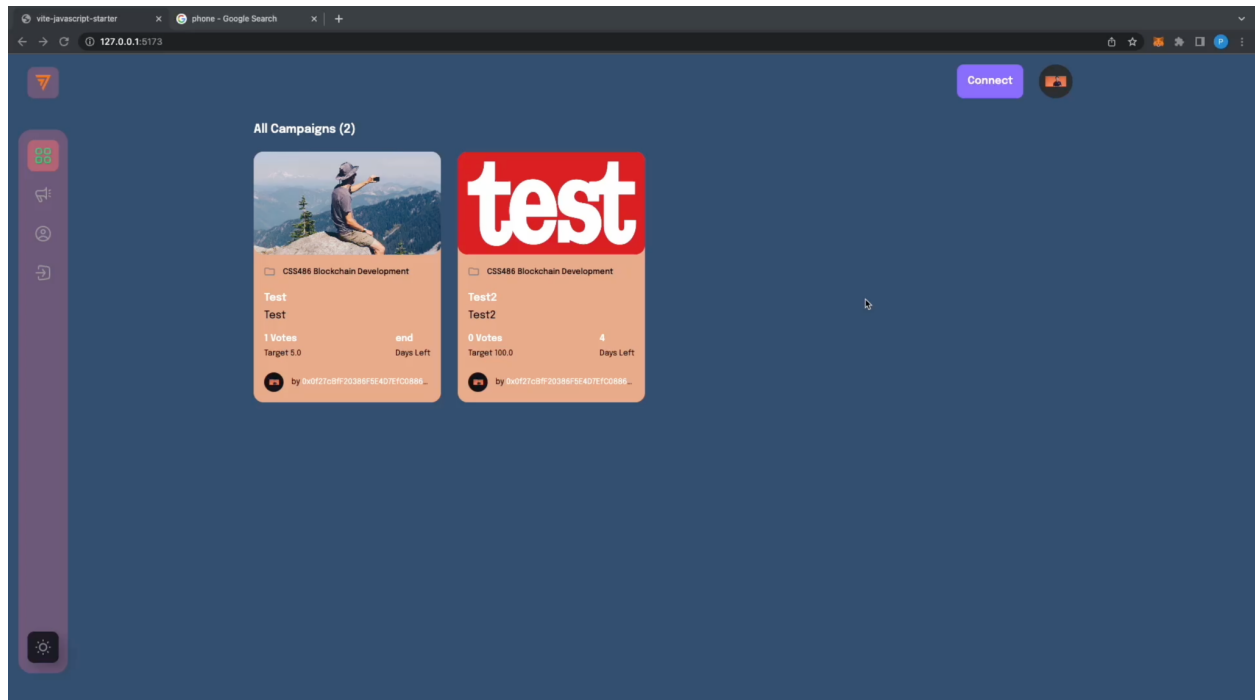 vite-javascript-starter
phone - Google Search
127.0.0.1:5173
P
Connect
All Campaigns (2)
test
CSS486 Blockchain Development
CSS486 Blockchain Development
Test
Test2
Test
Test2
1 Votes
end
0 Votes
4
Target 5.0
Days Left
Target 100.0
Days Left
by
by